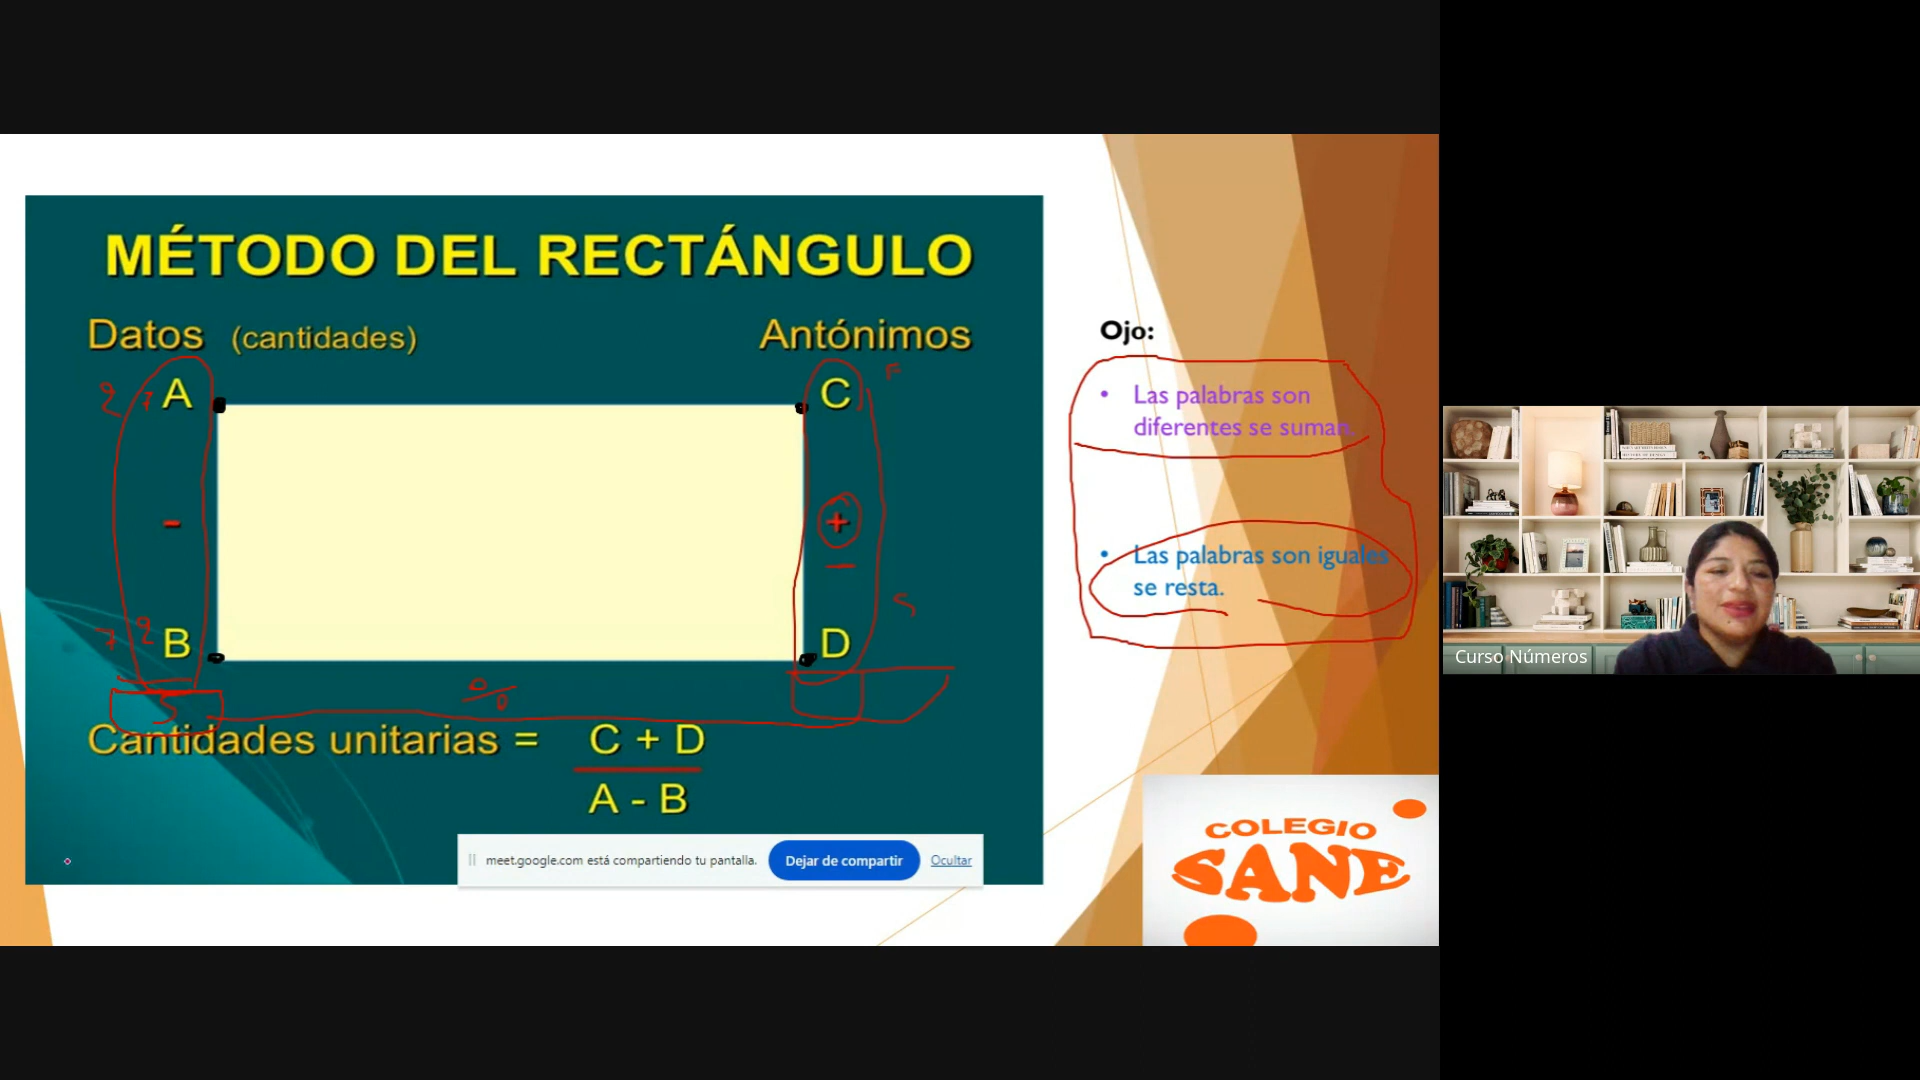 MÉTODO DEL RECTÁNGULO
Datos (cantidades) Antónimos
A C
- +
B D
Cantidades unitarias = C + D
A - B
Ojo:
• Las palabras son
diferentes se suman.
• Las palabras son iguales
se resta.
COLEGIO
SANE
meet.google.com está compartiendo tu pantalla. Dejar de compartir Ocultar
Curso Números